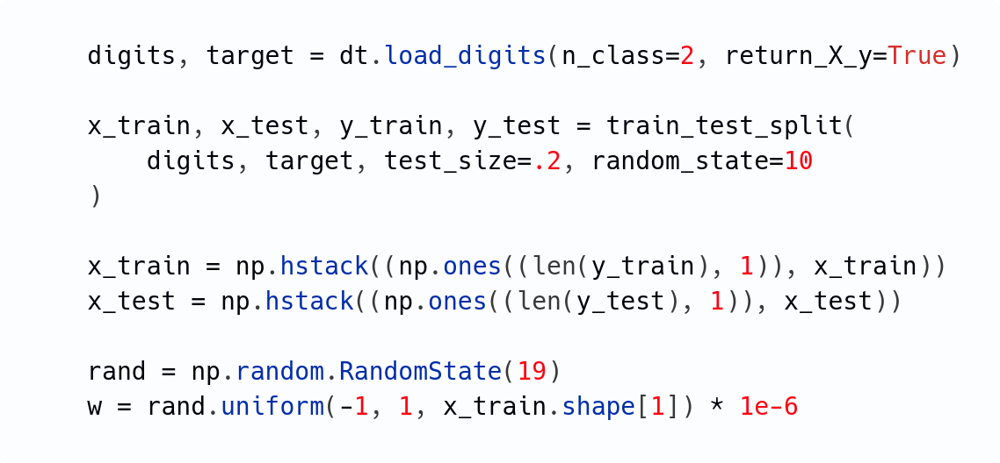 digits, target = dt.load_digits(n_class=2, return_X_y=True)
x_train, x_test, y_train, y_test = train_test_split(
    digits, target, test_size=.2, random_state=10
)
x_train = np.hstack((np.ones((len(y_train), 1)), x_train))
x_test = np.hstack((np.ones((len(y_test), 1)), x_test))
rand = np.random.RandomState(19)
w = rand.uniform(-1, 1, x_train.shape[1]) * 1e-6